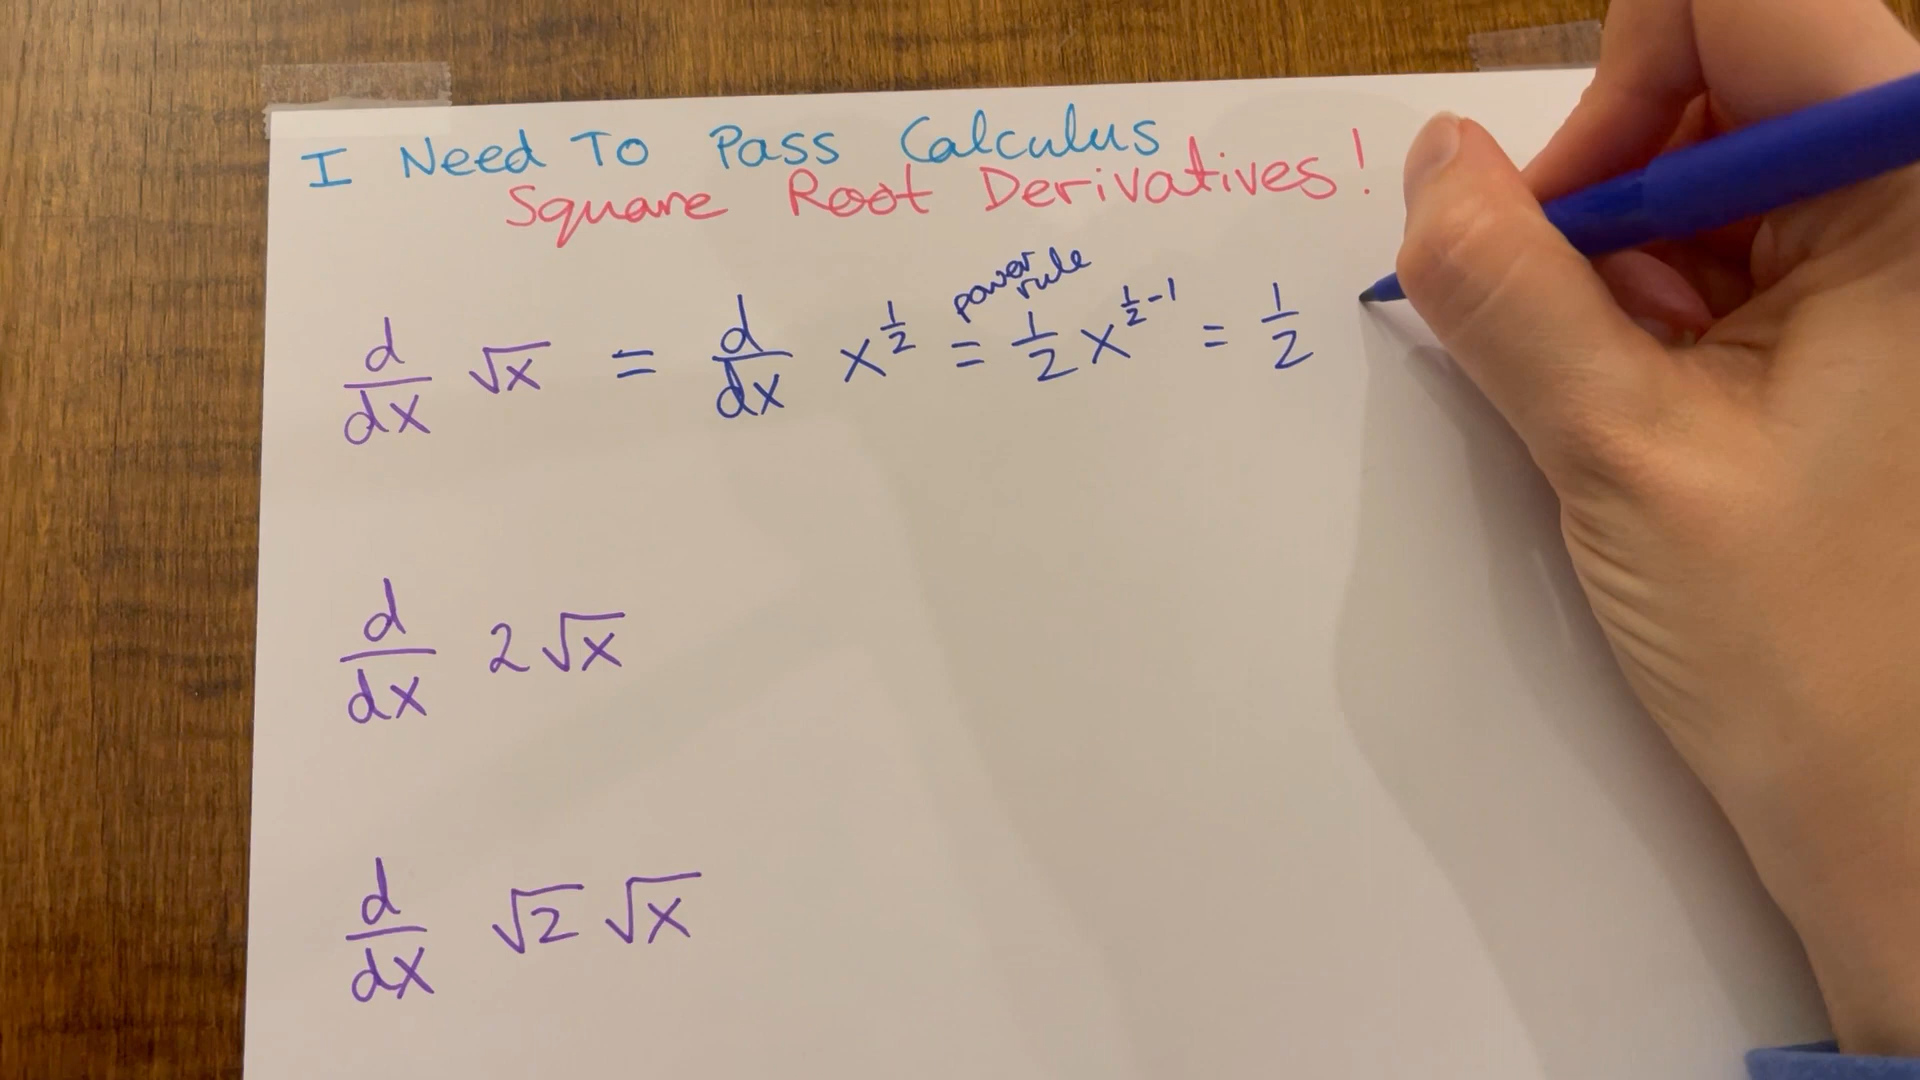 I Need To Pass Calculus
Square Root Derivatives!
power rule
d/dx √x = d/dx x^(1/2) = 1/2 x^(1/2-1) = 1/2
d/dx 2√x
d/dx √2 √x